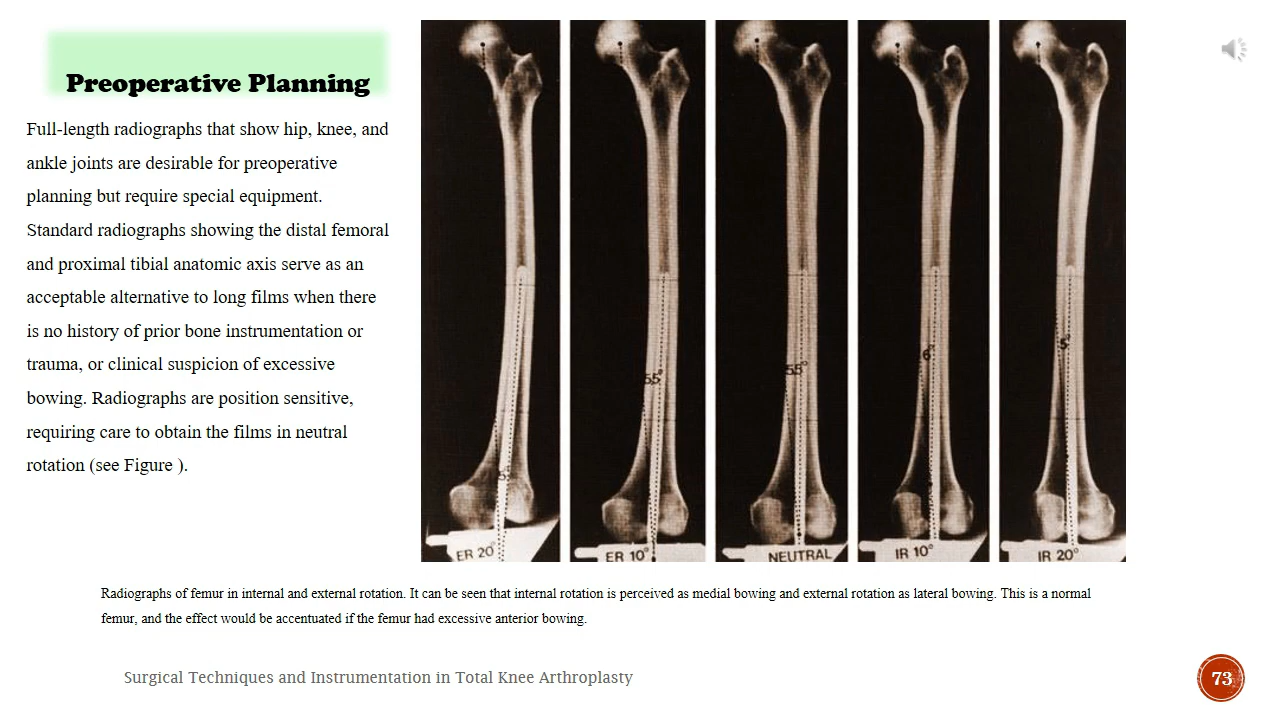 Preoperative Planning
Full-length radiographs that show hip, knee, and
ankle joints are desirable for preoperative
planning but require special equipment.
Standard radiographs showing the distal femoral
and proximal tibial anatomic axis serve as an
acceptable alternative to long films when there
is no history of prior bone instrumentation or
trauma, or clinical suspicion of excessive
bowing. Radiographs are position sensitive,
requiring care to obtain the films in neutral
rotation (see Figure ).
6°
5°
ER 20°
ER 10°
NEUTRAL
IR 10°
IR 20°
Radiographs of femur in internal and external rotation. It can be seen that internal rotation is perceived as medial bowing and external rotation as lateral bowing. This is a normal
femur, and the effect would be accentuated if the femur had excessive anterior bowing.
Surgical Techniques and Instrumentation in Total Knee Arthroplasty
73